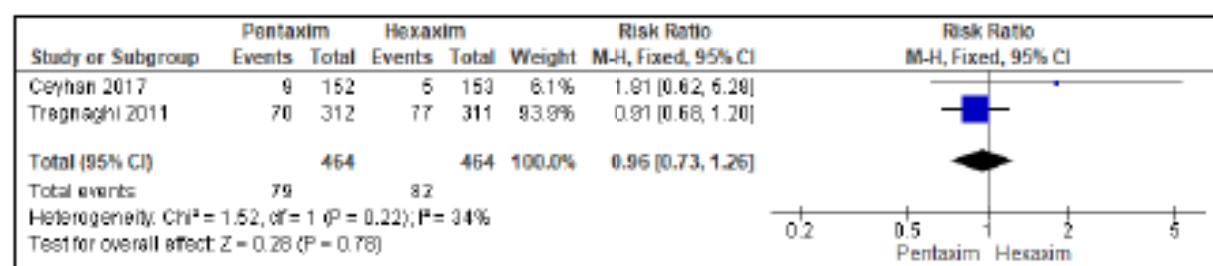 Pentaxim Hexaxim Risk Ratio Risk Ratio
Study or Subgroup Events Total Events Total Weight M-H, Fixed, 95% CI M-H, Fixed, 95% CI
Ceyhan 2017 9 152 5 153 6.1% 1.81 [0.62, 5.28]
Tregnaghi 2011 70 312 77 311 93.9% 0.91 [0.68, 1.20]
Total (95% CI) 464 464 100.0% 0.96 [0.73, 1.26]
Total events 79 82
Heterogeneity: Chi² = 1.52, df = 1 (P = 0.22); I² = 34%
Test for overall effect: Z = 0.28 (P = 0.78)
0.2 0.5 1 2 5
Pentaxim Hexaxim